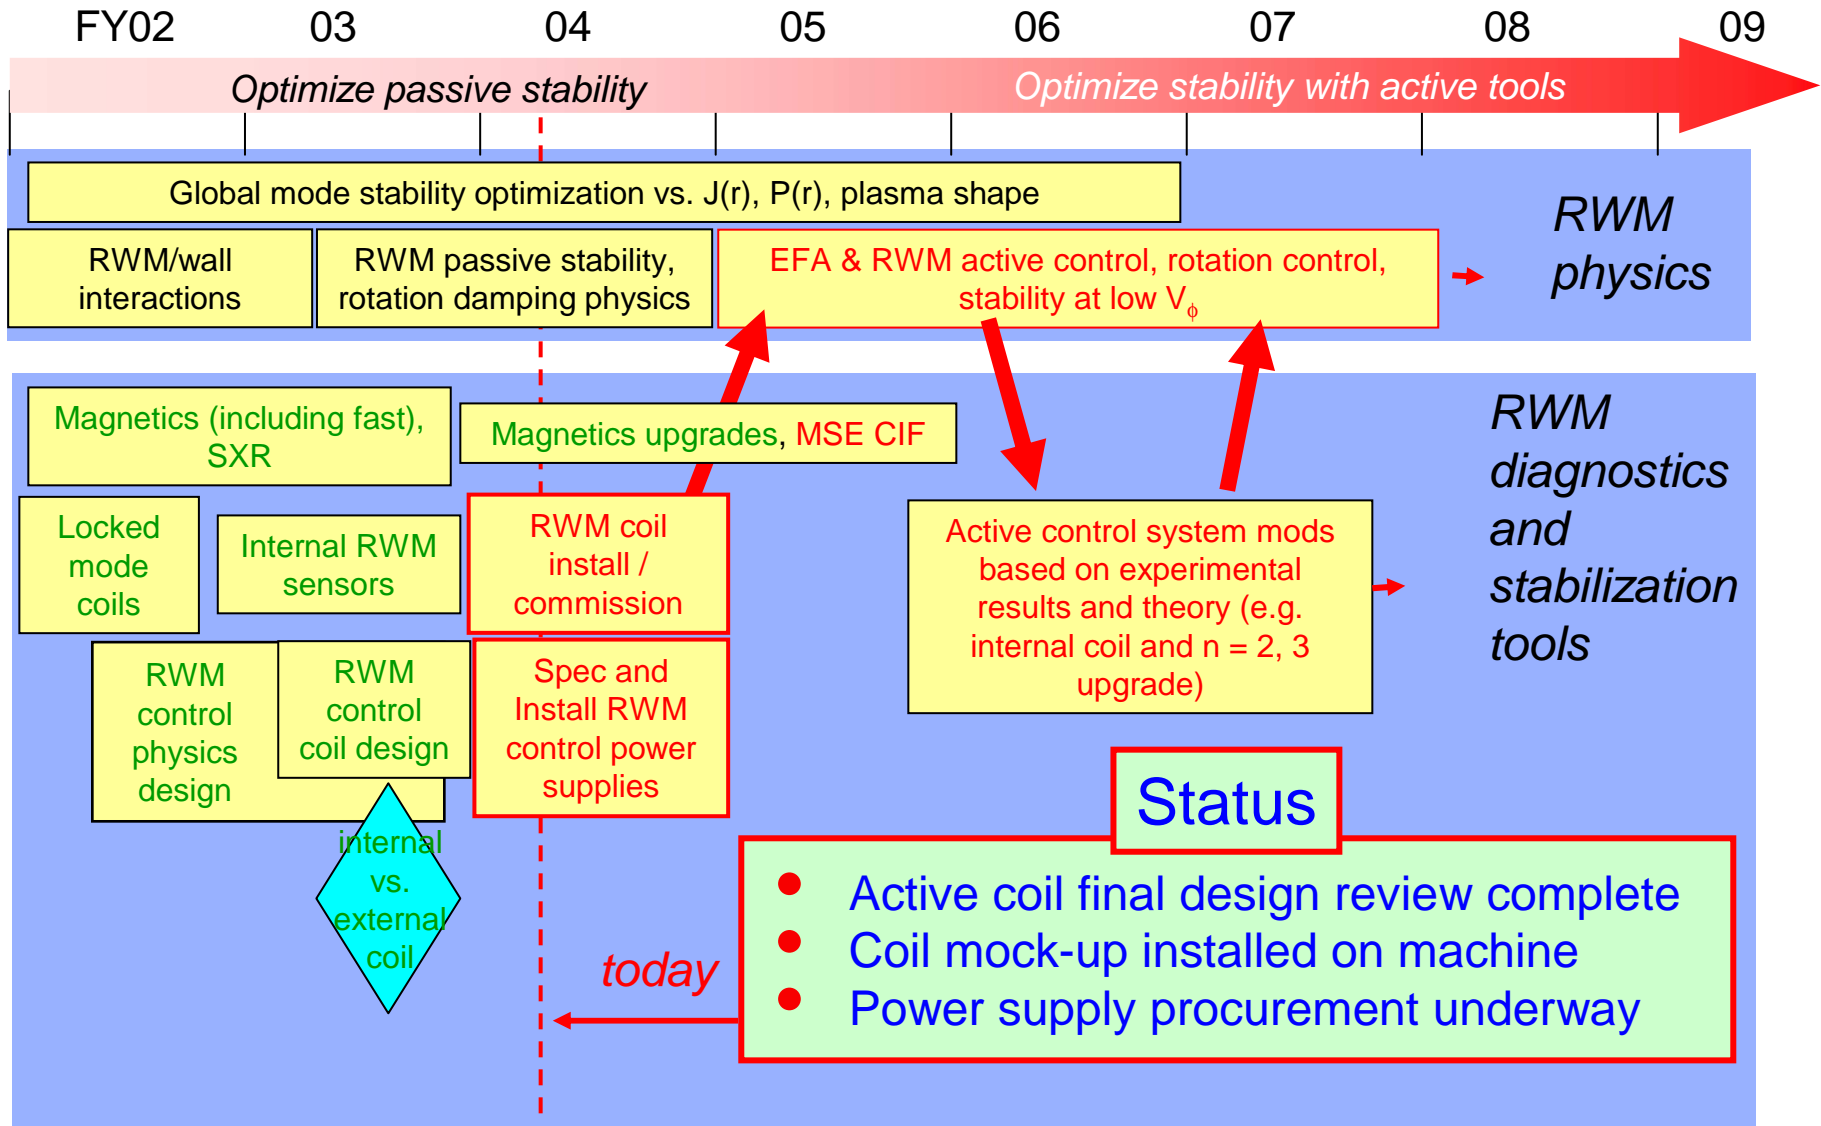 FY02 03 04 05 06 07 08 09
Optimize passive stability
Optimize stability with active tools
Global mode stability optimization vs. J(r), P(r), plasma shape
RWM/wall
interactions
RWM passive stability,
rotation damping physics
EFA & RWM active control, rotation control,
stability at low Vϕ
RWM
physics
Magnetics (including fast),
SXR
Magnetics upgrades, MSE CIF
Locked
mode
coils
Internal RWM
sensors
RWM coil
install /
commission
Active control system mods
based on experimental
results and theory (e.g.
internal coil and n = 2, 3
upgrade)
RWM
diagnostics
and
stabilization
tools
RWM
control
physics
design
RWM
control
coil design
Spec and
Install RWM
control power
supplies
internal
vs.
external
coil
today
Status
• Active coil final design review complete
• Coil mock-up installed on machine
• Power supply procurement underway